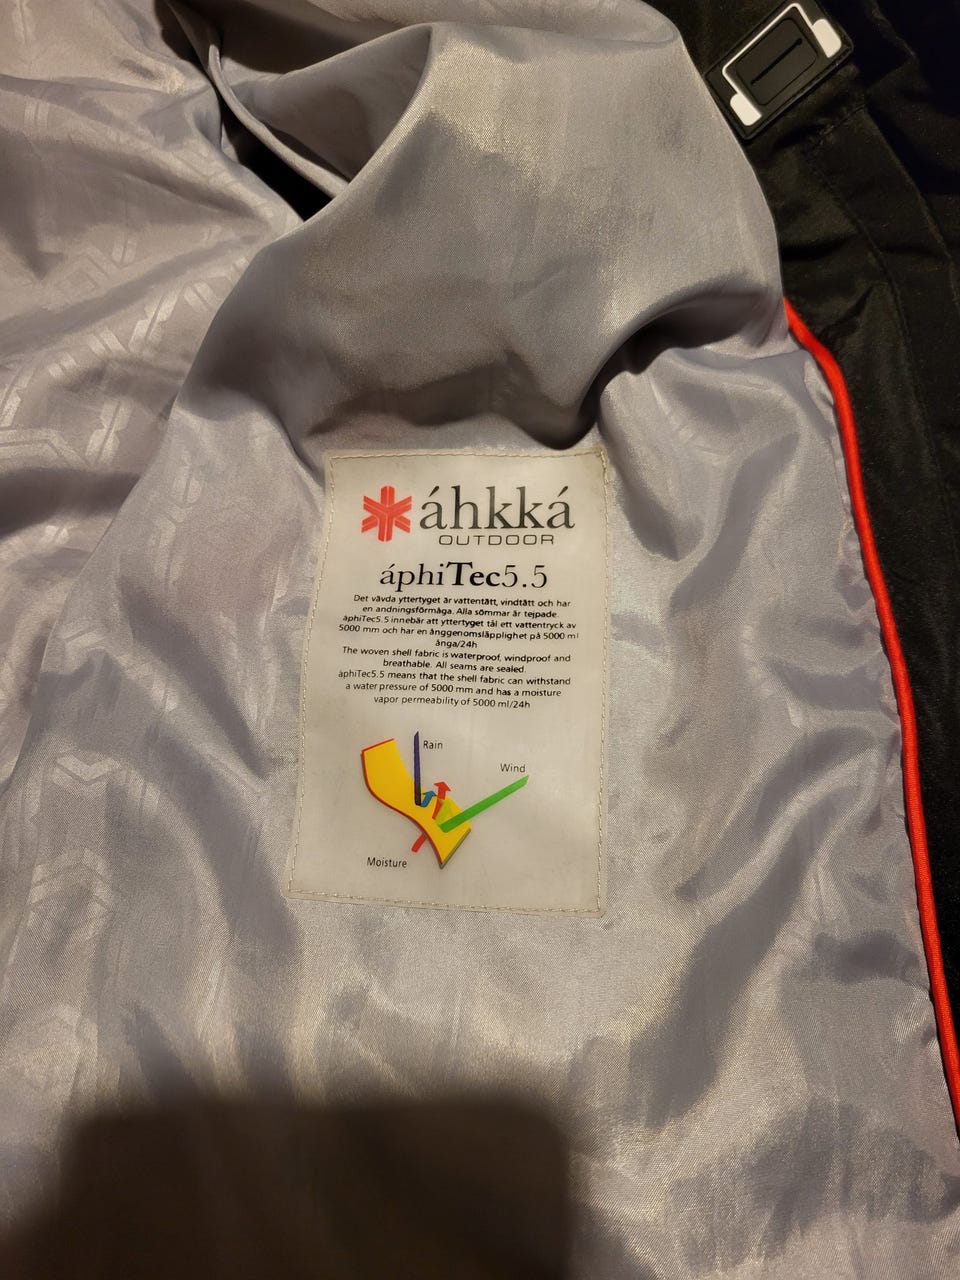 áhkká
OUTDOOR
áphiTec5.5
Det vävda yttertyget är vattentätt, vindtätt och har
en andningsförmåga. Alla sömmar är tejpade.
áphiTec5.5 innebär att yttertyget tål ett vattentryck av
5000 mm och har en ånggenomsläpplighet på 5000 ml
ånga/24h
The woven shell fabric is waterproof, windproof and
breathable. All seams are sealed.
áphiTec5.5 means that the shell fabric can withstand
a water pressure of 5000 mm and has a moisture
vapor permeability of 5000 ml/24h
Rain
Wind
Moisture